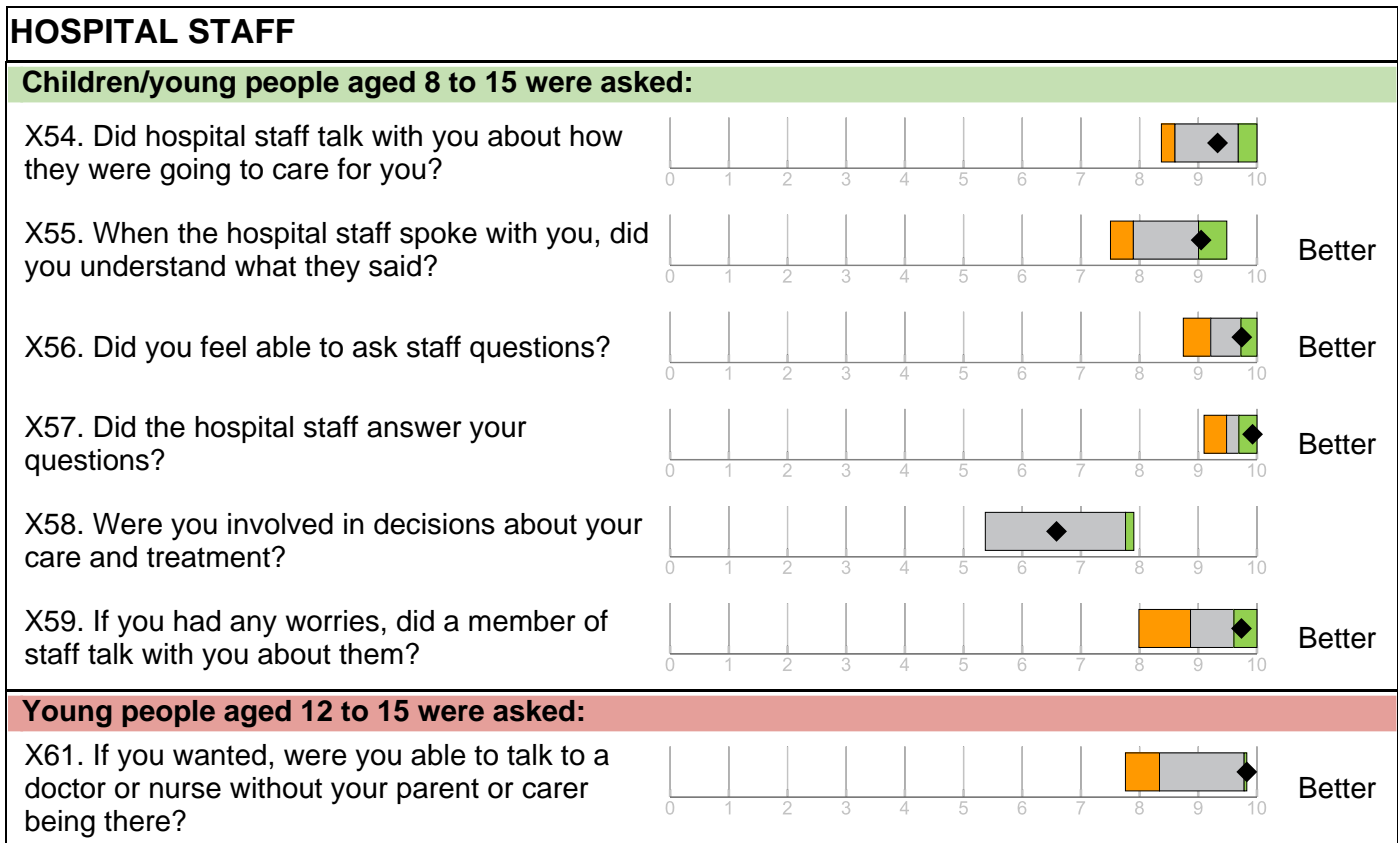 HOSPITAL STAFF
Children/young people aged 8 to 15 were asked:
X54. Did hospital staff talk with you about how
they were going to care for you?
0 1 2 3 4 5 6 7 8 9 10
X55. When the hospital staff spoke with you, did
you understand what they said?
Better
0 1 2 3 4 5 6 7 8 9 10
X56. Did you feel able to ask staff questions?
Better
0 1 2 3 4 5 6 7 8 9 10
X57. Did the hospital staff answer your
questions?
Better
0 1 2 3 4 5 6 7 8 9 10
X58. Were you involved in decisions about your
care and treatment?
0 1 2 3 4 5 6 7 8 9 10
X59. If you had any worries, did a member of
staff talk with you about them?
Better
0 1 2 3 4 5 6 7 8 9 10
Young people aged 12 to 15 were asked:
X61. If you wanted, were you able to talk to a
doctor or nurse without your parent or carer
being there?
Better
0 1 2 3 4 5 6 7 8 9 10